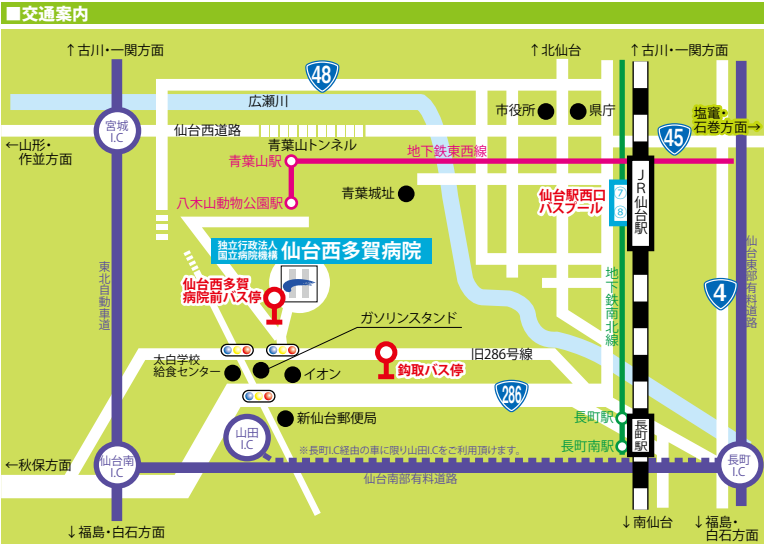 ■交通案内
↑古川・一関方面
↑北仙台
↑古川・一関方面
48
広瀬川
市役所
県庁
塩竈・
石巻方面→
宮城
I.C
仙台西道路
45
←山形・
作並方面
青葉山トンネル
地下鉄東西線
青葉山駅
JR仙台駅
八木山動物公園駅
青葉城址
仙台駅西口
バスプール
⑦
⑧
独立行政法人
国立病院機構
仙台西多賀病院
東北自動車道
仙台東部有料道路
地下鉄南北線
仙台西多賀
病院前バス停
4
ガソリンスタンド
旧286号線
太白学校
給食センター
イオン
鈎取バス停
286
新仙台郵便局
長町駅
長町駅
山田
I.C
長町南駅
※長町I.C経由の車に限り山田I.Cをご利用頂けます。
←秋保方面
仙台南
I.C
長町
I.C
仙台南部有料道路
↓福島・白石方面
↓南仙台
↓福島・
白石方面